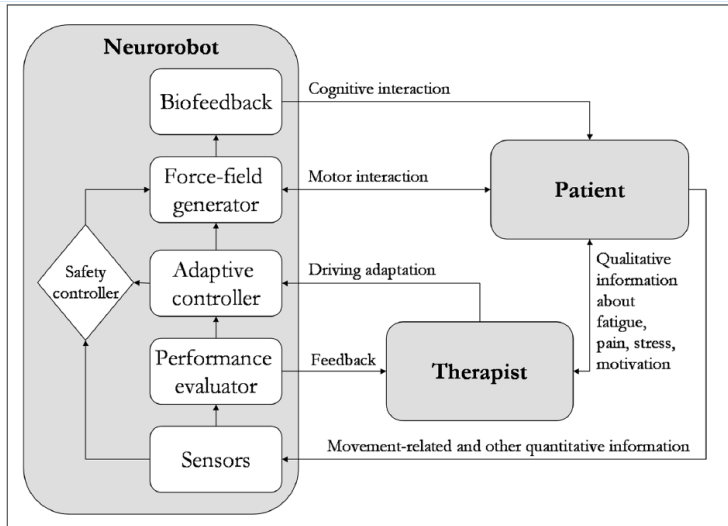 Neurorobot
Biofeedback
Cognitive interaction
Force-field
generator
Motor interaction
Patient
Safety
controller
Adaptive
controller
Driving adaptation
Qualitative
information
about
fatigue,
pain, stress,
motivation
Performance
evaluator
Feedback
Therapist
Sensors
Movement-related and other quantitative information